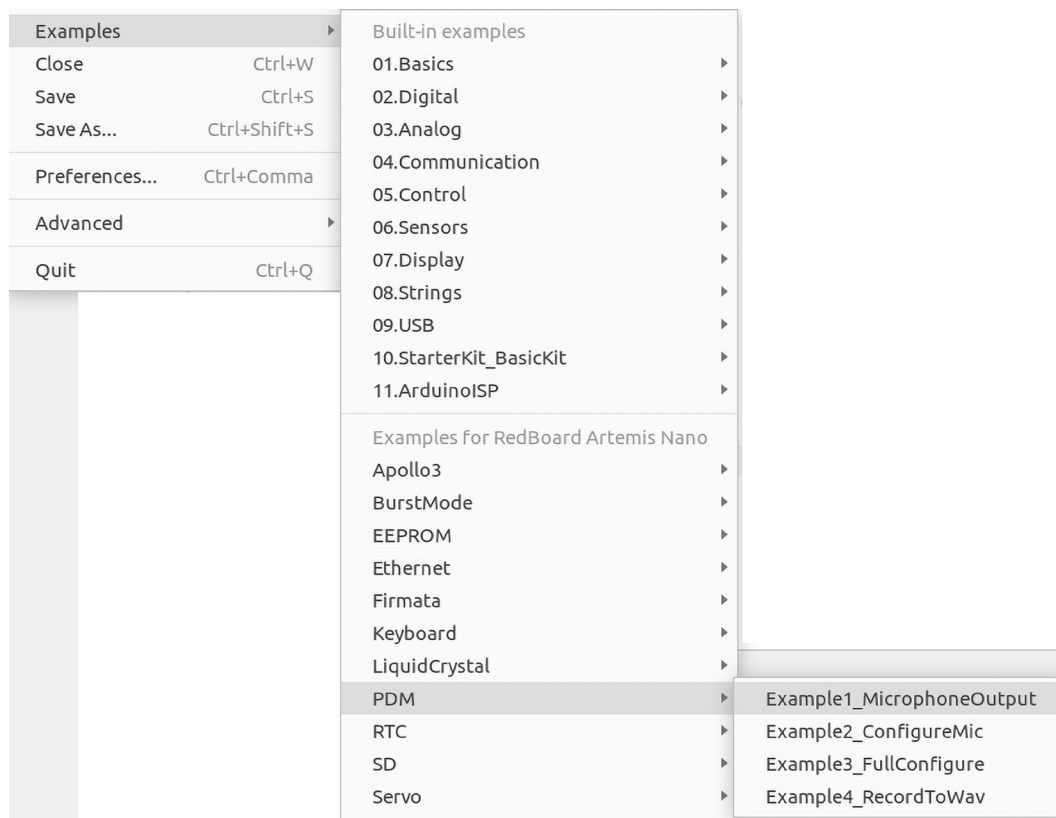 Examples
Close Ctrl+W
Save Ctrl+S
Save As... Ctrl+Shift+S
Preferences... Ctrl+Comma
Advanced
Quit Ctrl+Q
Built-in examples
01.Basics
02.Digital
03.Analog
04.Communication
05.Control
06.Sensors
07.Display
08.Strings
09.USB
10.StarterKit_BasicKit
11.ArduinoISP
Examples for RedBoard Artemis Nano
Apollo3
BurstMode
EEPROM
Ethernet
Firmata
Keyboard
LiquidCrystal
PDM
RTC
SD
Servo
Example1_MicrophoneOutput
Example2_ConfigureMic
Example3_FullConfigure
Example4_RecordToWav